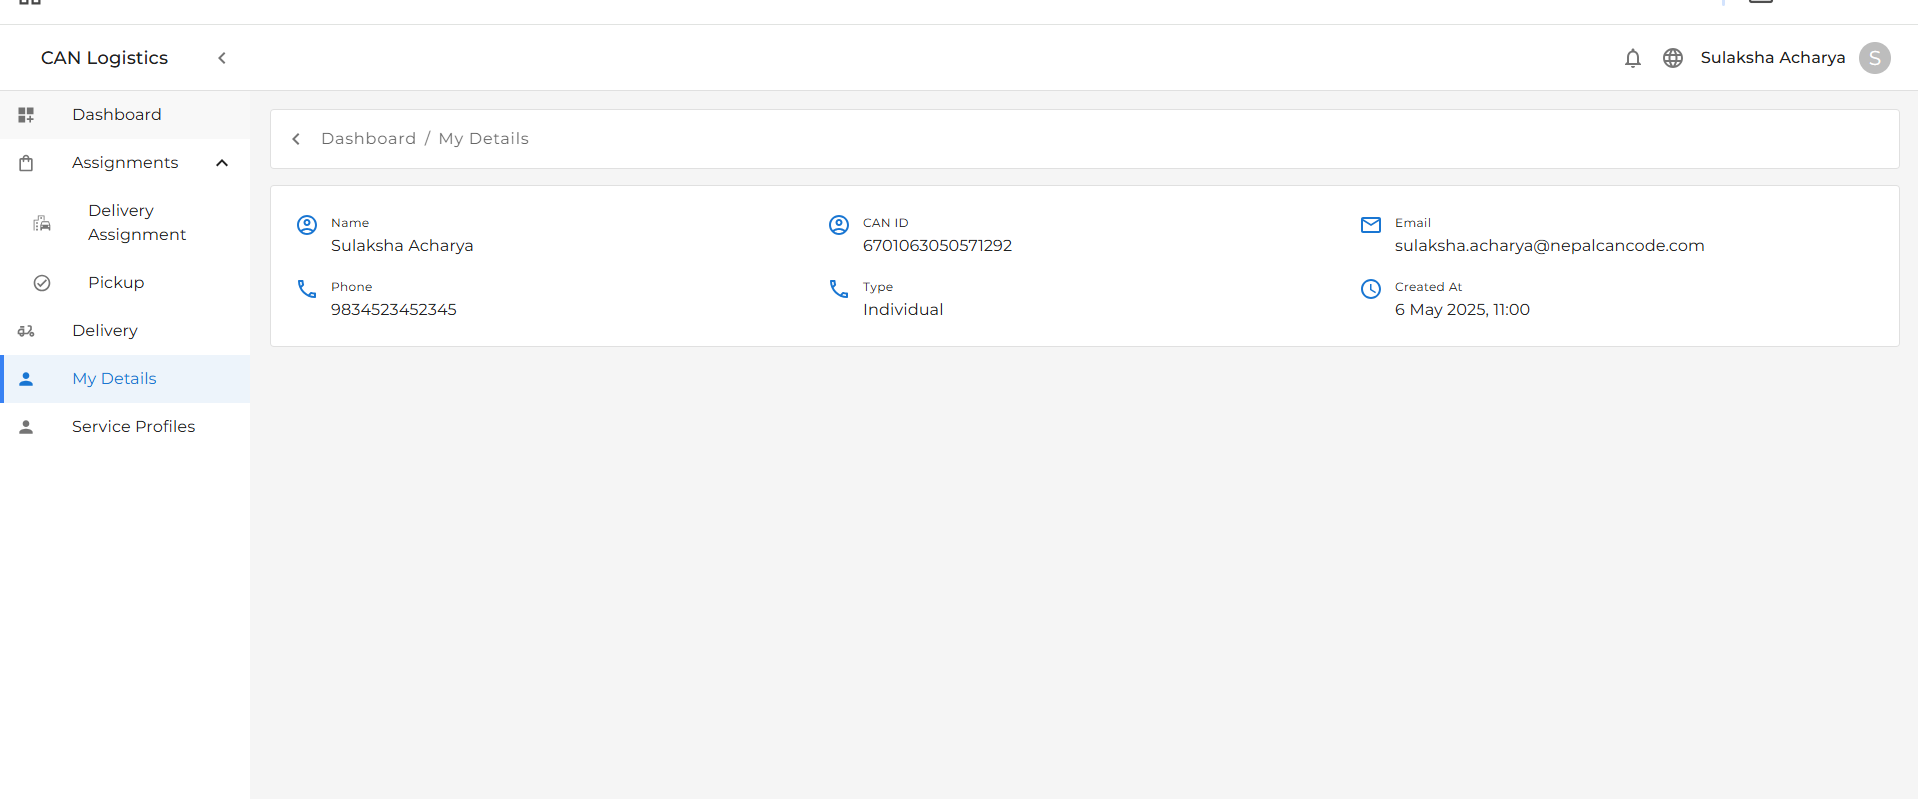 CAN Logistics
Sulaksha Acharya
S
Dashboard
Assignments
Delivery
Assignment
Pickup
Delivery
My Details
Service Profiles
Dashboard / My Details
Name
Sulaksha Acharya
CAN ID
6701063050571292
Email
sulaksha.acharya@nepalcancode.com
Phone
9834523452345
Type
Individual
Created At
6 May 2025, 11:00